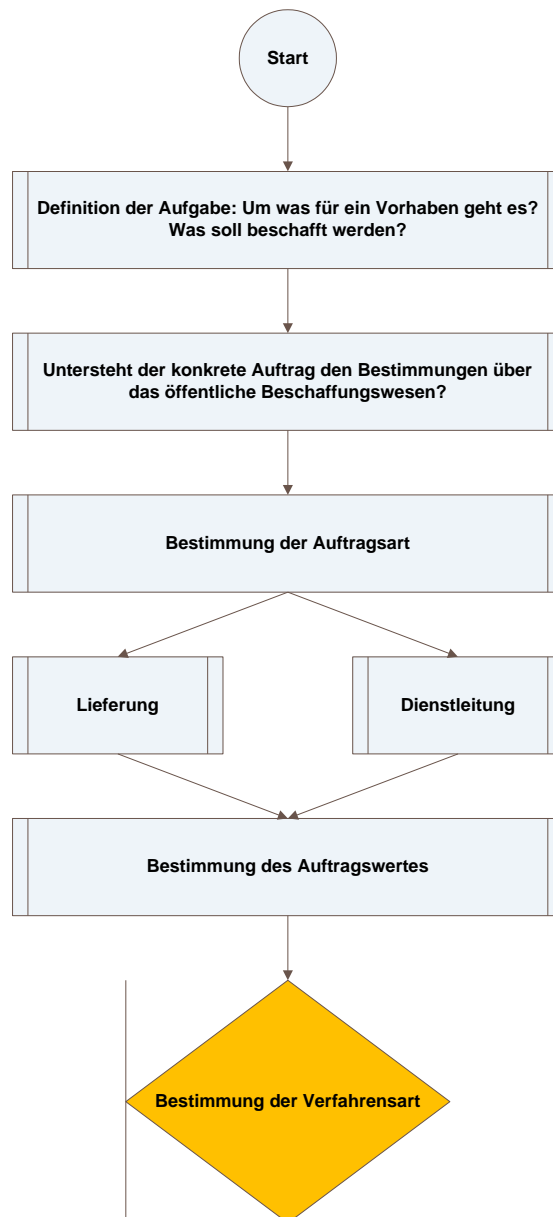 Start
Definition der Aufgabe: Um was für ein Vorhaben geht es?
Was soll beschafft werden?
Untersteht der konkrete Auftrag den Bestimmungen über
das öffentliche Beschaffungswesen?
Bestimmung der Auftragsart
Lieferung
Dienstleitung
Bestimmung des Auftragswertes
Bestimmung der Verfahrensart